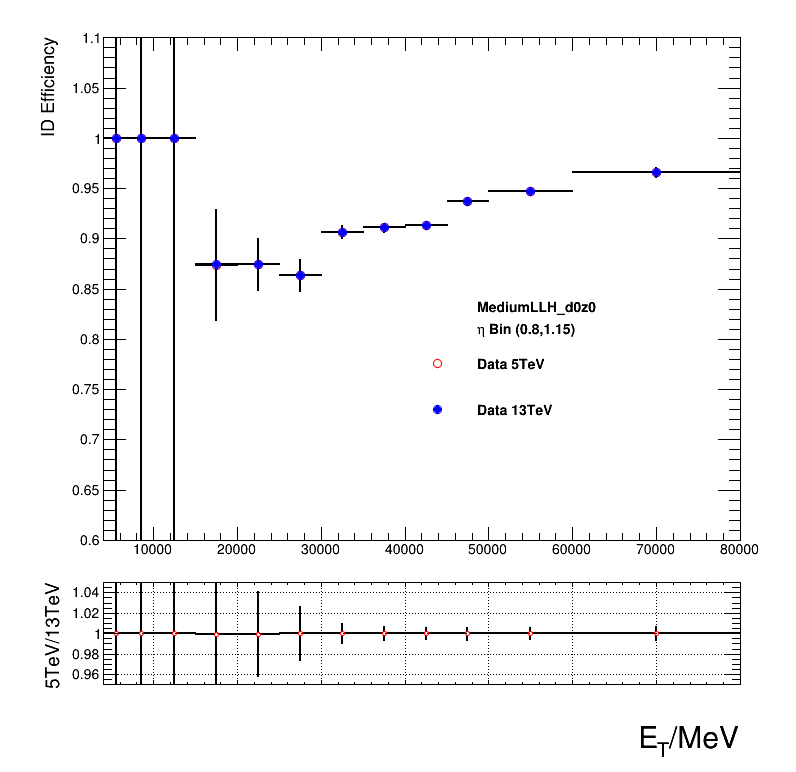 ID Efficiency
1.1
1.05
1
0.95
0.9
0.85
0.8
0.75
0.7
0.65
0.6
MediumLLH_d0z0
η Bin (0.8,1.15)
Data 5TeV
Data 13TeV
10000 20000 30000 40000 50000 60000 70000 80000
5TeV/13TeV
1.04
1.02
1
0.98
0.96
E_T/MeV